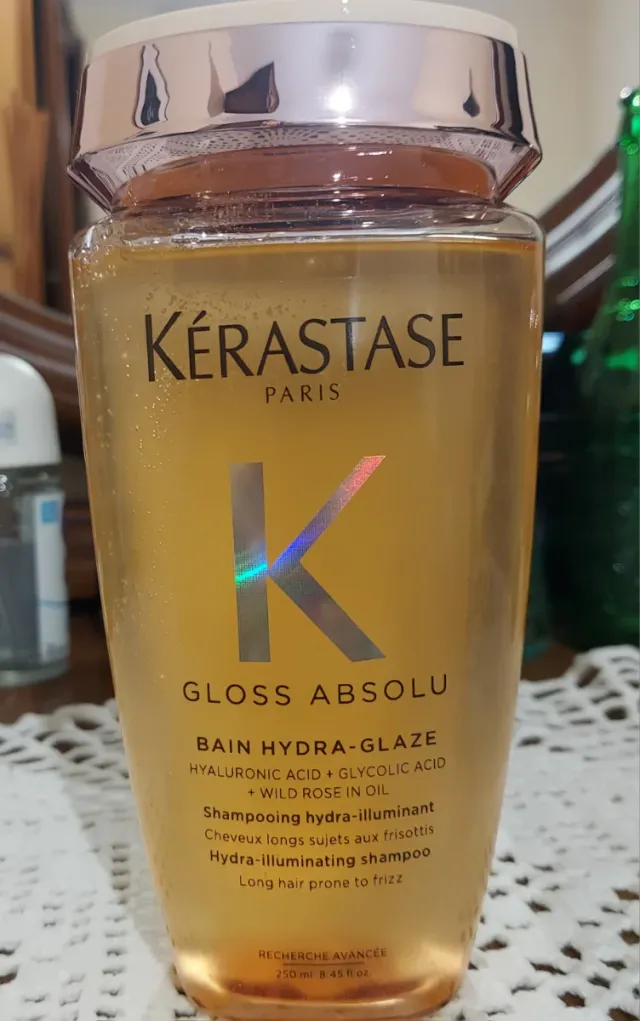 KÉRASTASE
PARIS
K
GLOSS ABSOLU
BAIN HYDRA-GLAZE
HYALURONIC ACID + GLYCOLIC ACID
+ WILD ROSE IN OIL
Shampooing hydra-illuminant
Cheveux longs sujets aux frisottis
Hydra-illuminating shampoo
Long hair prone to frizz
RECHERCHE AVANCÉE
250 ml 8.45 fl.oz.